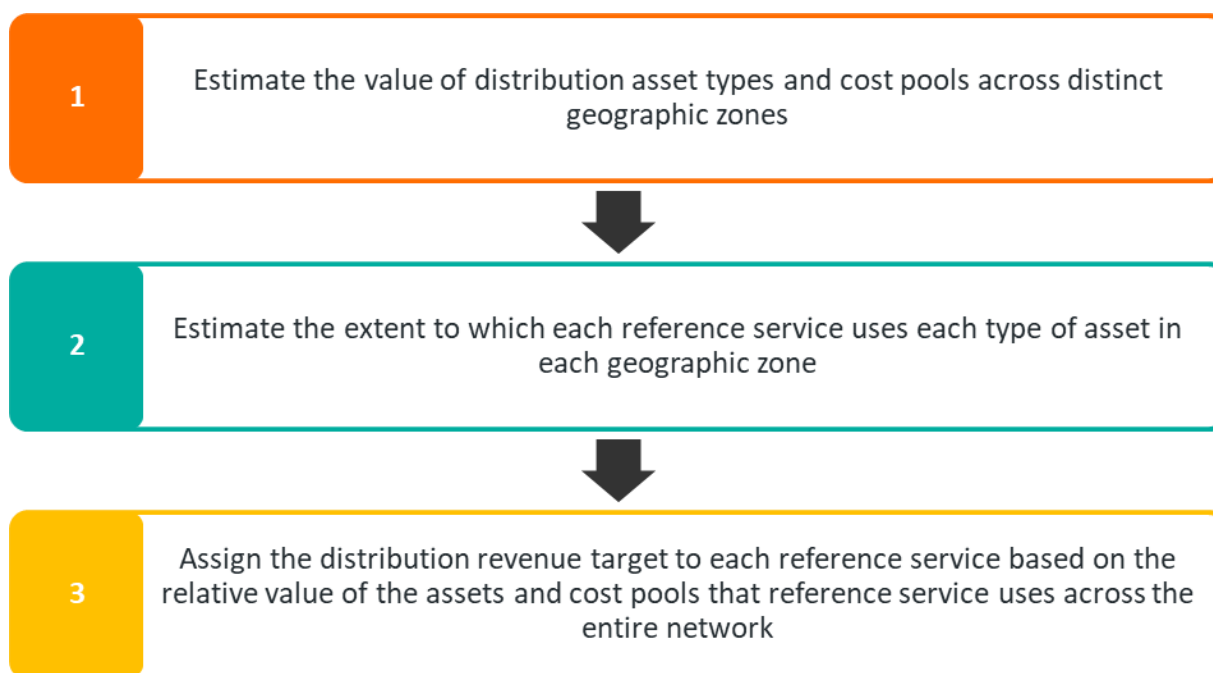 1
Estimate the value of distribution asset types and cost pools across distinct
geographic zones
2
Estimate the extent to which each reference service uses each type of asset in
each geographic zone
3
Assign the distribution revenue target to each reference service based on the
relative value of the assets and cost pools that reference service uses across the
entire network